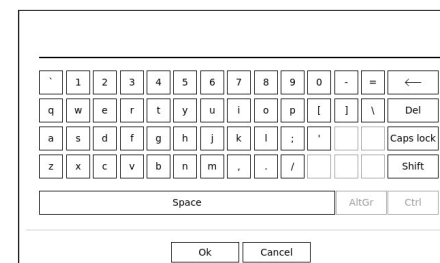 ` 1 2 3 4 5 6 7 8 9 0 - = ←
q w e r t y u i o p [ ] \ Del
a s d f g h j k l ; ' Caps lock
z x c v b n m , . / Shift
Space AltGr Ctrl
Ok Cancel